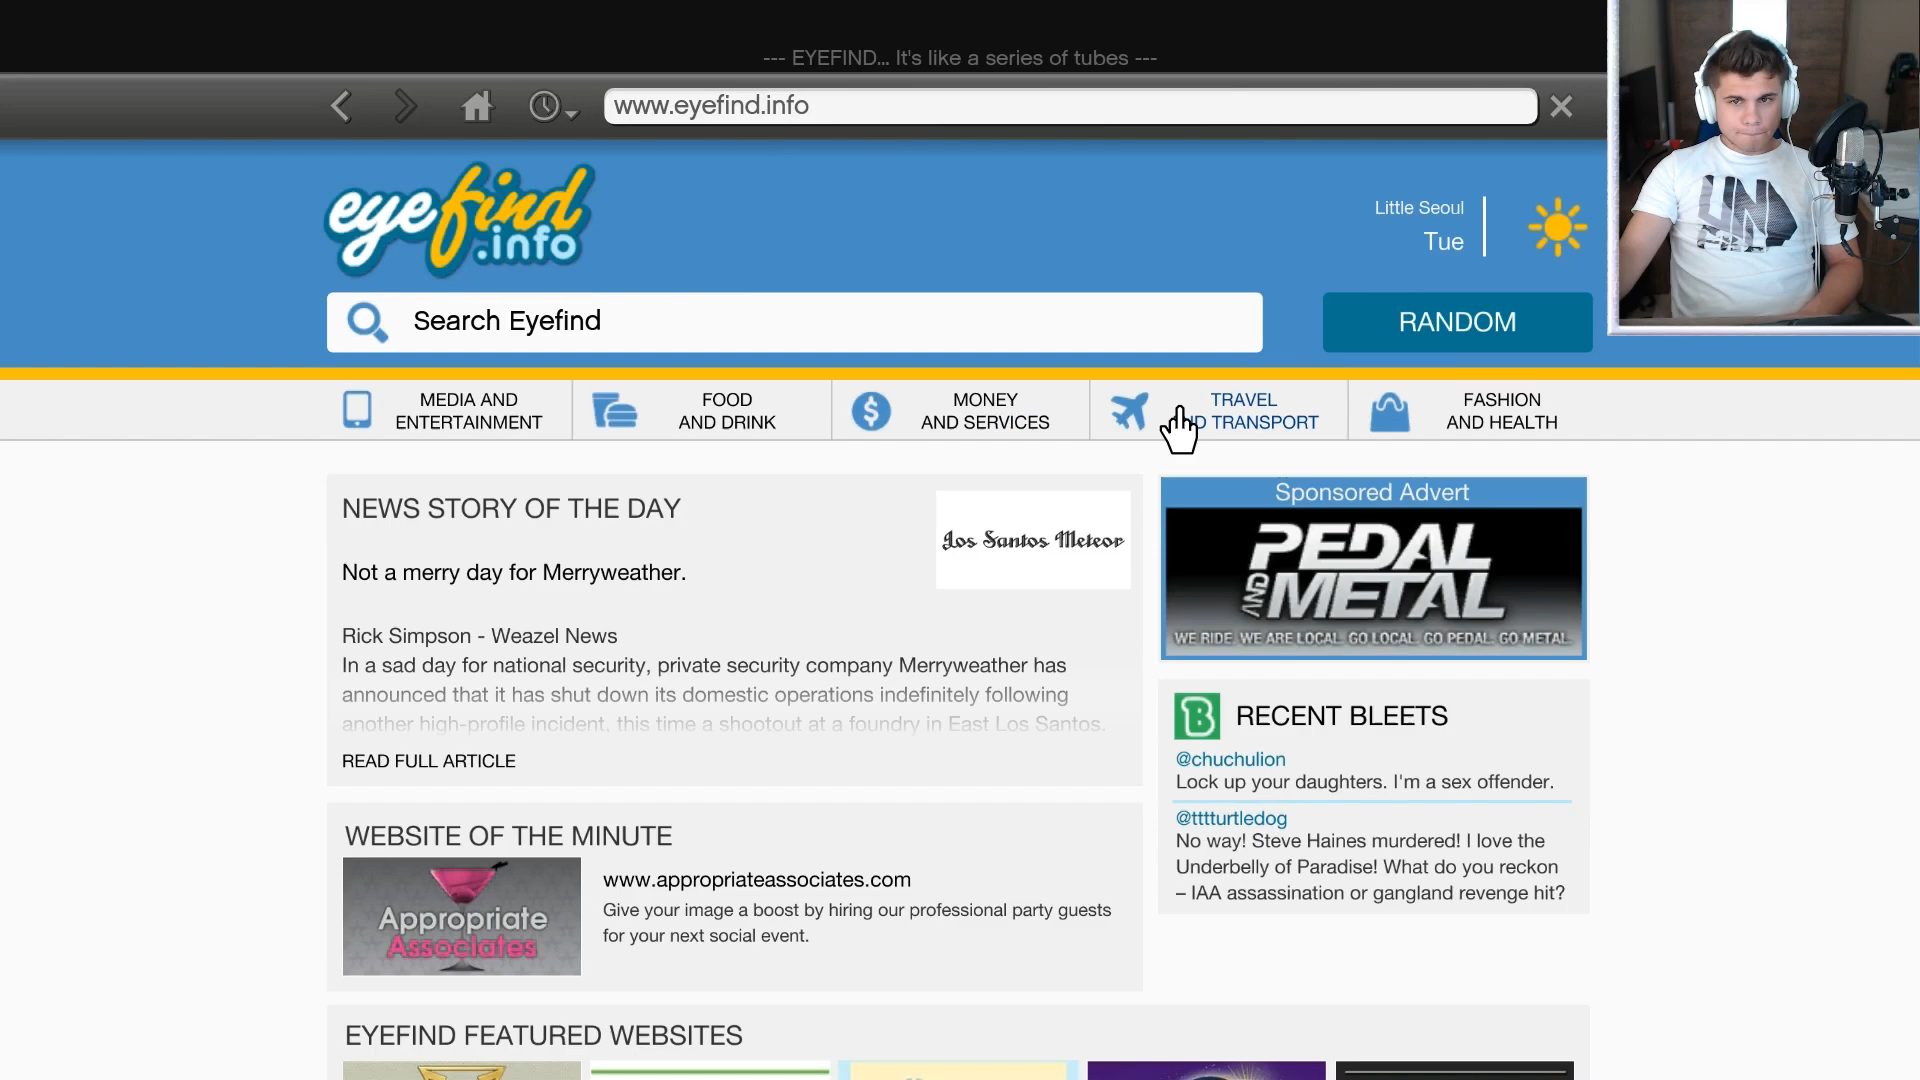 --- EYEFIND... It's like a series of tubes ---
www.eyefind.info
eyefind
.info
Little Seoul
Tue
Search Eyefind
RANDOM
MEDIA AND
ENTERTAINMENT
FOOD
AND DRINK
MONEY
AND SERVICES
TRAVEL
TRANSPORT
FASHION
AND HEALTH
NEWS STORY OF THE DAY
Los Santos Meteor
Not a merry day for Merryweather.
Rick Simpson - Weazel News
In a sad day for national security, private security company Merryweather has
announced that it has shut down its domestic operations indefinitely following
another high-profile incident, this time a shootout at a foundry in East Los Santos.
READ FULL ARTICLE
Sponsored Advert
PEDAL
AND METAL
WE RIDE. WE ARE LOCAL. GO LOCAL. GO PEDAL. GO METAL.
B RECENT BLEETS
@chuchulion
Lock up your daughters. I'm a sex offender.
@tttturtledog
No way! Steve Haines murdered! I love the
Underbelly of Paradise! What do you reckon
– IAA assassination or gangland revenge hit?
WEBSITE OF THE MINUTE
Appropriate
Associates
www.appropriateassociates.com
Give your image a boost by hiring our professional party guests
for your next social event.
EYEFIND FEATURED WEBSITES